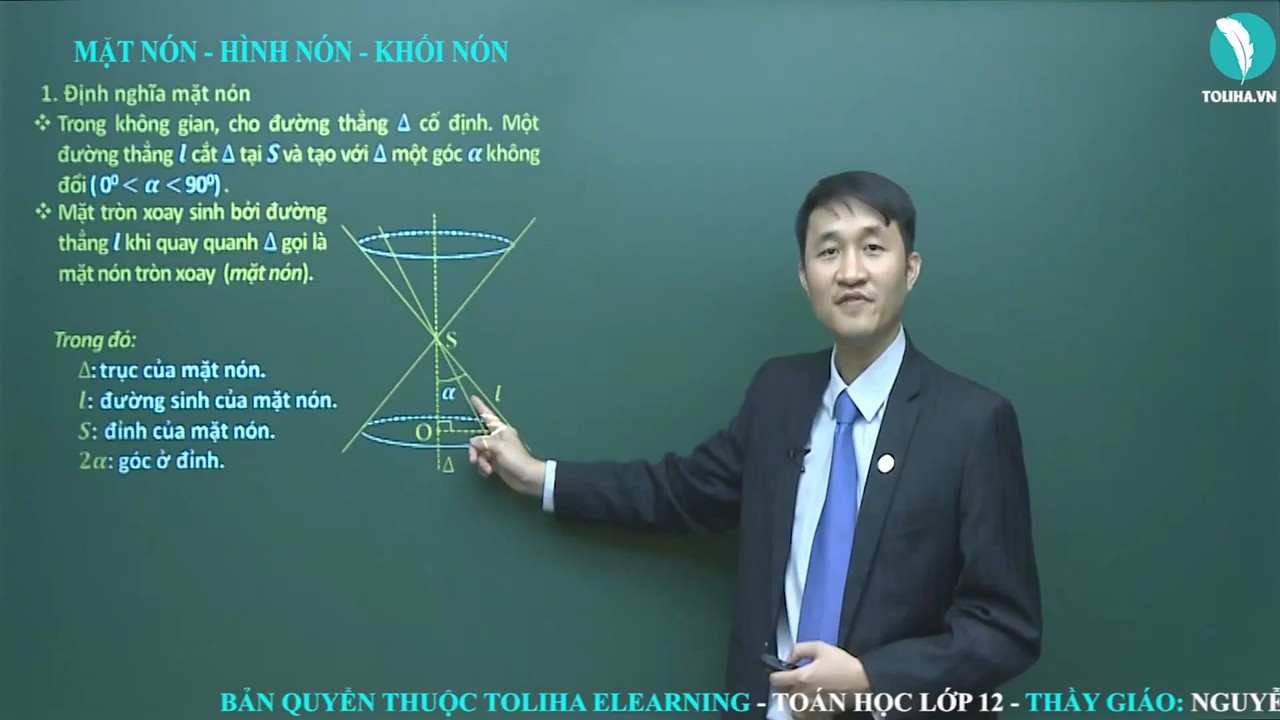 MẶT NÓN - HÌNH NÓN - KHỐI NÓN
TOLIHA.VN
1. Định nghĩa mặt nón
❖ Trong không gian, cho đường thẳng Δ cố định. Một
đường thẳng l cắt Δ tại S và tạo với Δ một góc α không
đổi ( 0⁰ < α < 90⁰) .
❖ Mặt tròn xoay sinh bởi đường
thẳng l khi quay quanh Δ gọi là
mặt nón tròn xoay (mặt nón).
Trong đó:
Δ: trục của mặt nón.
l: đường sinh của mặt nón.
S: đỉnh của mặt nón.
2α: góc ở đỉnh.
S
α
l
O
Δ
BẢN QUYỀN THUỘC TOLIHA ELEARNING - TOÁN HỌC LỚP 12 - THẦY GIÁO: NGUYỄ